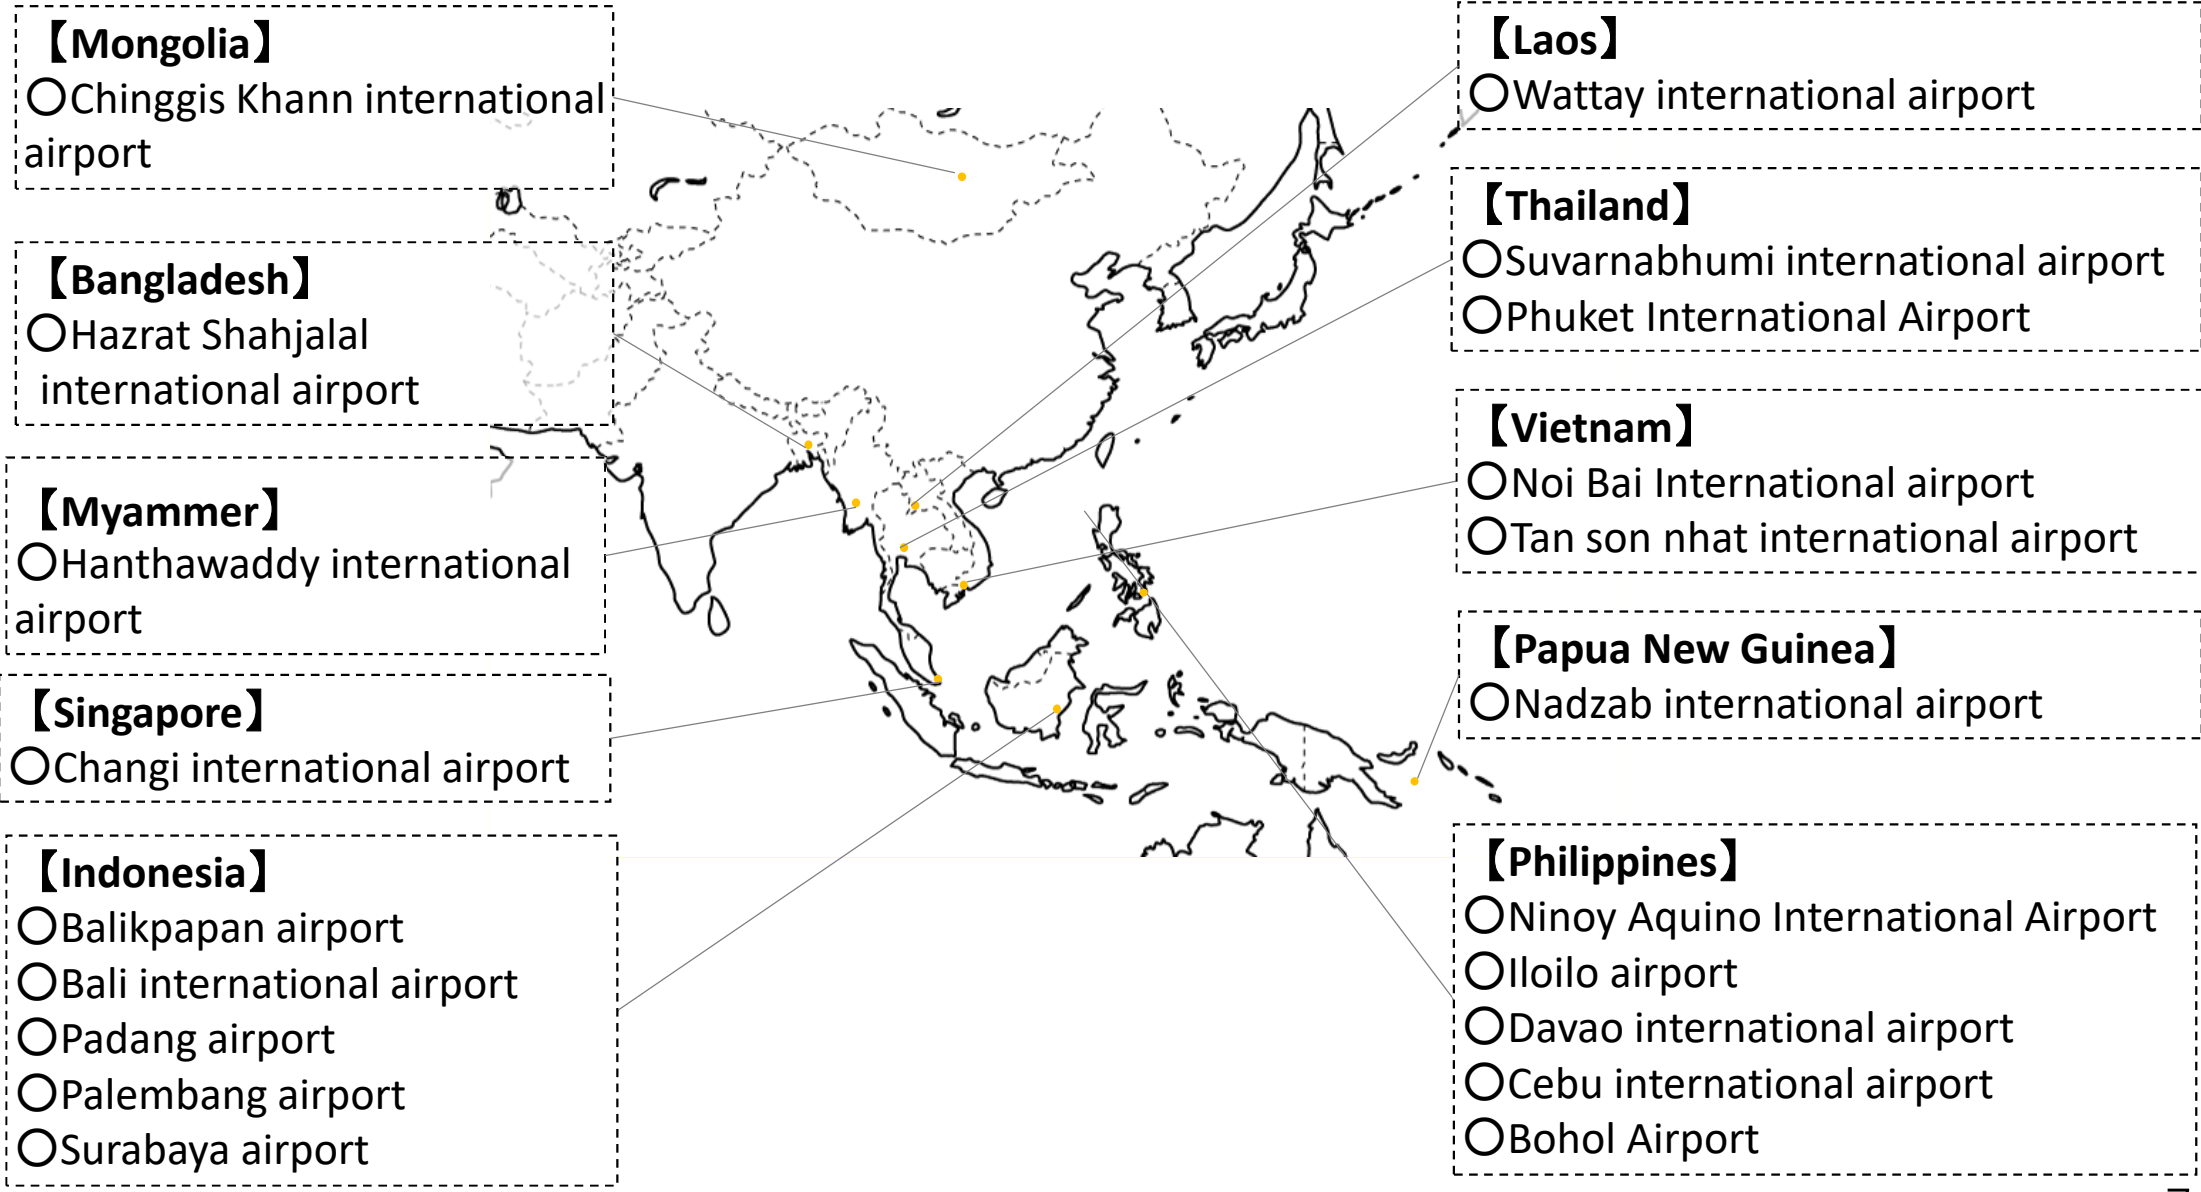 【Mongolia】
〇Chinggis Khann international
airport
【Bangladesh】
〇Hazrat Shahjalal
international airport
【Myammer】
〇Hanthawaddy international
airport
【Singapore】
〇Changi international airport
【Indonesia】
〇Balikpapan airport
〇Bali international airport
〇Padang airport
〇Palembang airport
〇Surabaya airport
【Laos】
〇Wattay international airport
【Thailand】
〇Suvarnabhumi international airport
〇Phuket International Airport
【Vietnam】
〇Noi Bai International airport
〇Tan son nhat international airport
【Papua New Guinea】
〇Nadzab international airport
【Philippines】
〇Ninoy Aquino International Airport
〇Iloilo airport
〇Davao international airport
〇Cebu international airport
〇Bohol Airport